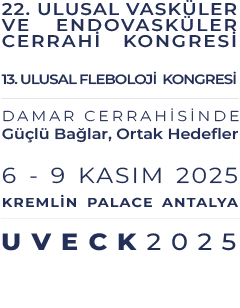 22. ULUSAL VASKÜLER
VE ENDOVASKÜLER
CERRAHİ KONGRESİ
13. ULUSAL FLEBOLOJİ KONGRESİ
DAMAR CERRAHİSİNDE
Güçlü Bağlar, Ortak Hedefler
6 - 9 KASIM 2025
KREMLİN PALACE ANTALYA
UVECK2025